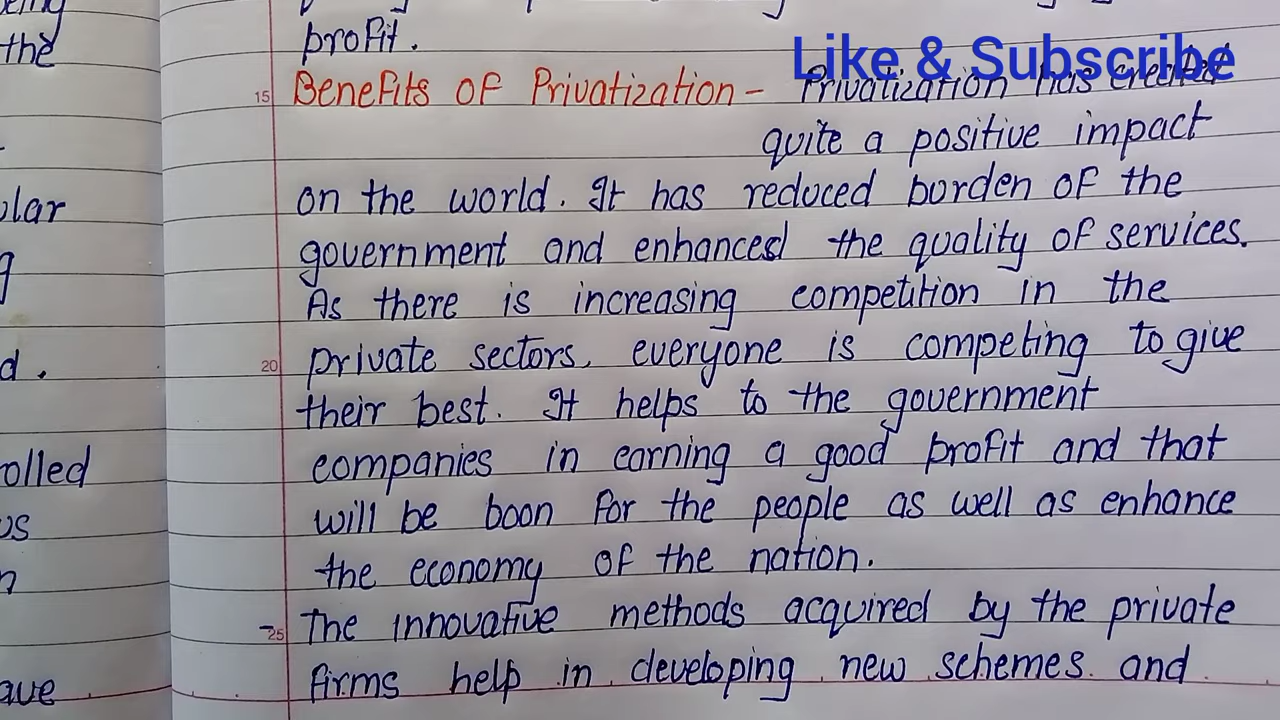 profit.
Like & Subscribe
15 Benefits of Privatization - Privatization has created
quite a positive impact
on the world. It has reduced borden of the
government and enhanced the quality of services.
As there is increasing competition in the
20 private sectors, everyone is competing to give
their best. It helps to the government
companies in earning a good profit and that
will be boon for the people as well as enhance
the economy of the nation.
25 - The innovative methods acquired by the private
firms help in developing new schemes and
the
d.